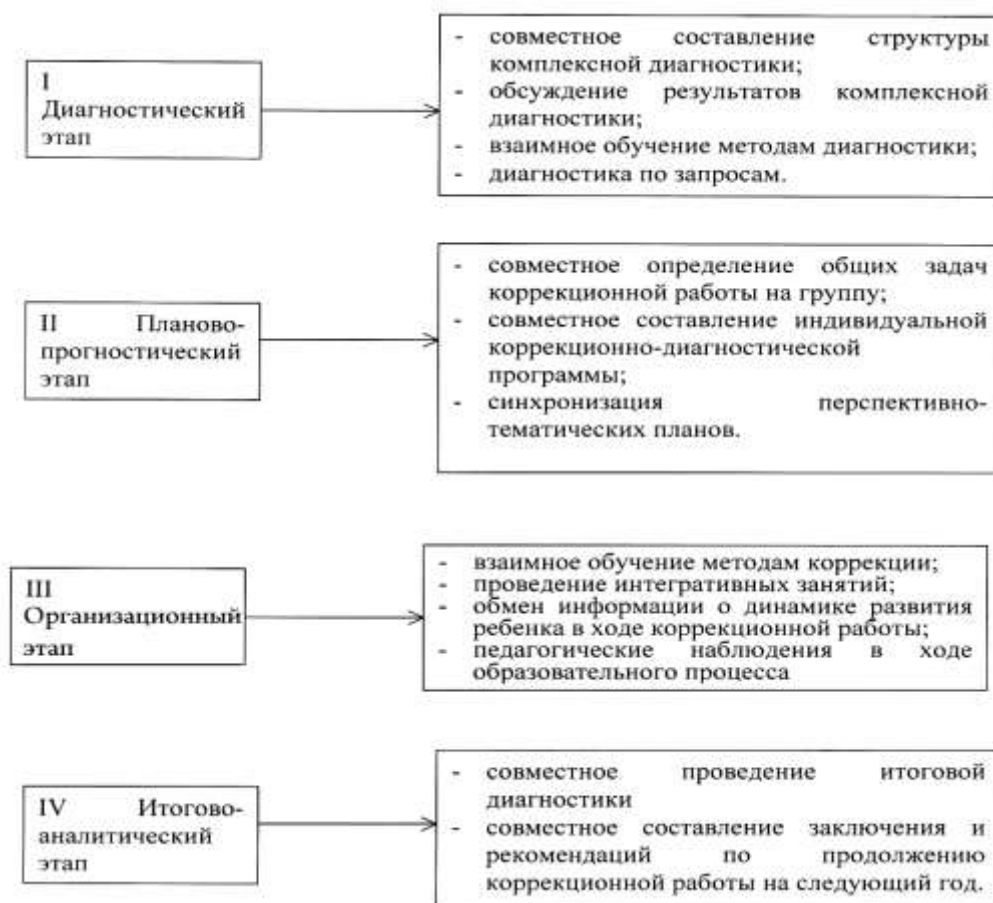 I
Диагностический
этап
- совместное составление структуры
комплексной диагностики;
- обсуждение результатов комплексной
диагностики;
- взаимное обучение методам диагностики;
- диагностика по запросам.
II Планово-
прогностический
этап
- совместное определение общих задач
коррекционной работы на группу;
- совместное составление индивидуальной
коррекционно-диагностической
программы;
- синхронизация перспективно-
тематических планов.
III
Организационный
этап
- взаимное обучение методам коррекции;
- проведение интегративных занятий;
- обмен информации о динамике развития
ребенка в ходе коррекционной работы;
- педагогические наблюдения в ходе
образовательного процесса
IV Итогово-
аналитический
этап
- совместное проведение итоговой
диагностики
- совместное составление заключения и
рекомендаций по продолжению
коррекционной работы на следующий год.